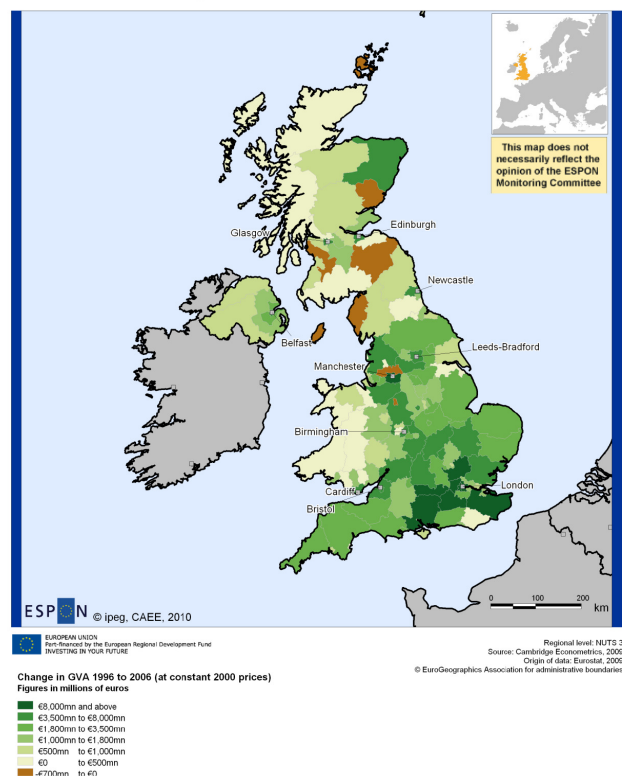 This map does not
necessarily reflect the
opinion of the ESPON
Monitoring Committee
Glasgow
Edinburgh
Newcastle
Belfast
Leeds-Bradford
Manchester
Birmingham
Cardiff
London
Bristol
ESPON © ipeg, CAEE, 2010
0 100 200
km
EUROPEAN UNION
Part-financed by the European Regional Development Fund
INVESTING IN YOUR FUTURE
Regional level: NUTS 3
Source: Cambridge Econometrics, 2009
Origin of data: Eurostat, 2009
© EuroGeographics Association for administrative boundaries
Change in GVA 1996 to 2006 (at constant 2000 prices)
Figures in millions of euros
€8,000mn and above
€3,500mn to €8,000mn
€1,800mn to €3,500mn
€1,000mn to €1,800mn
€500mn to €1,000mn
€0 to €500mn
-€700mn to €0